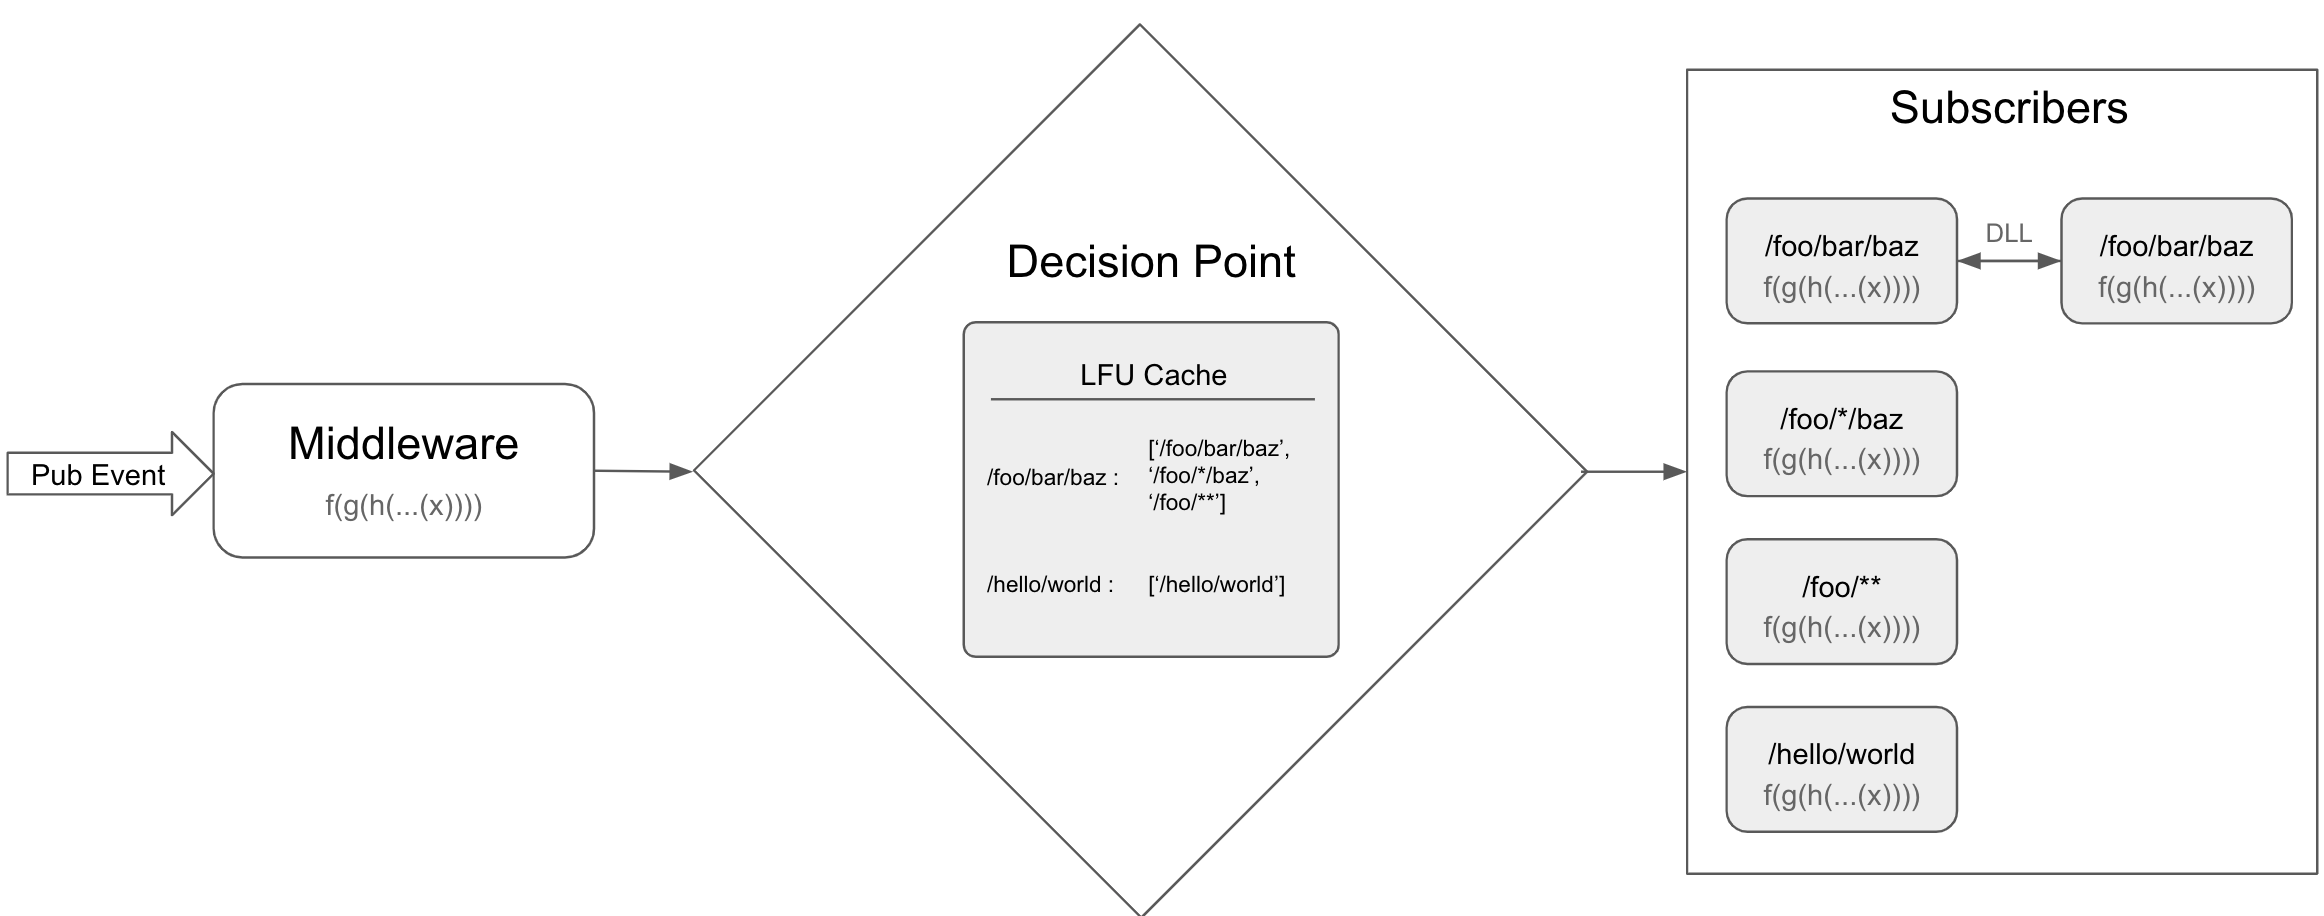 Pub Event
Middleware
f(g(h(...(x))))
Decision Point
LFU Cache
/foo/bar/baz :
[‘/foo/bar/baz’,
‘/foo/*/baz’,
‘/foo/**’]
/hello/world :
[‘/hello/world’]
Subscribers
/foo/bar/baz
f(g(h(...(x))))
DLL
/foo/bar/baz
f(g(h(...(x))))
/foo/*/baz
f(g(h(...(x))))
/foo/**
f(g(h(...(x))))
/hello/world
f(g(h(...(x))))